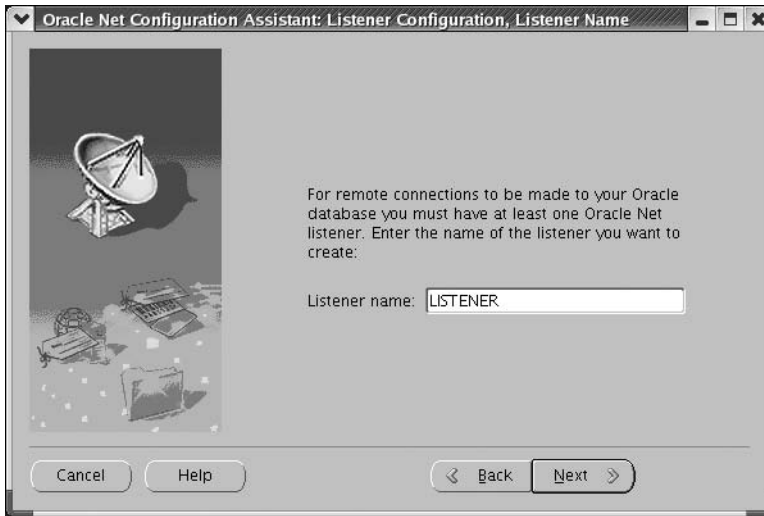 Oracle Net Configuration Assistant: Listener Configuration, Listener Name
For remote connections to be made to your Oracle
database you must have at least one Oracle Net
listener. Enter the name of the listener you want to
create:
Listener name: LISTENER
Cancel Help Back Next